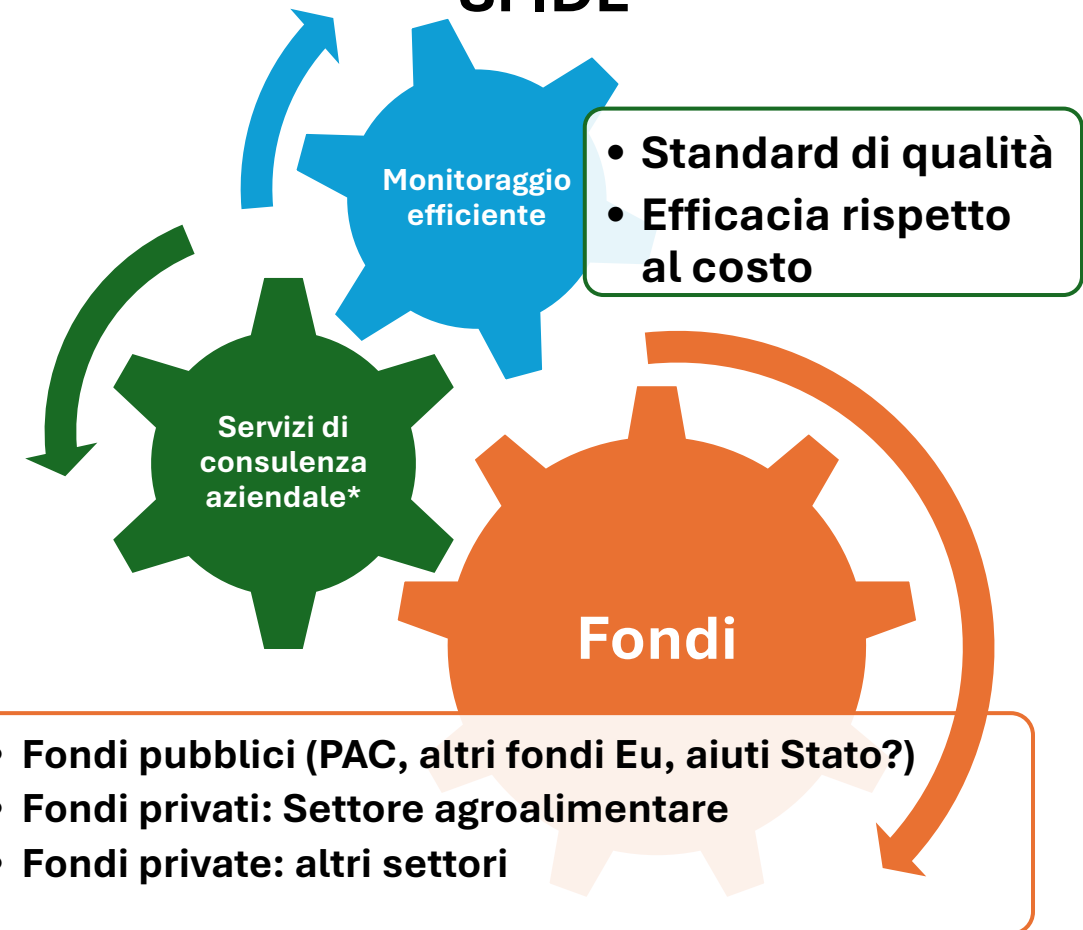 SFIDE
Monitoraggio
efficiente
• Standard di qualità
• Efficacia rispetto
al costo
Servizi di
consulenza
aziendale*
Fondi
• Fondi pubblici (PAC, altri fondi Eu, aiuti Stato?)
• Fondi privati: Settore agroalimentare
• Fondi private: altri settori